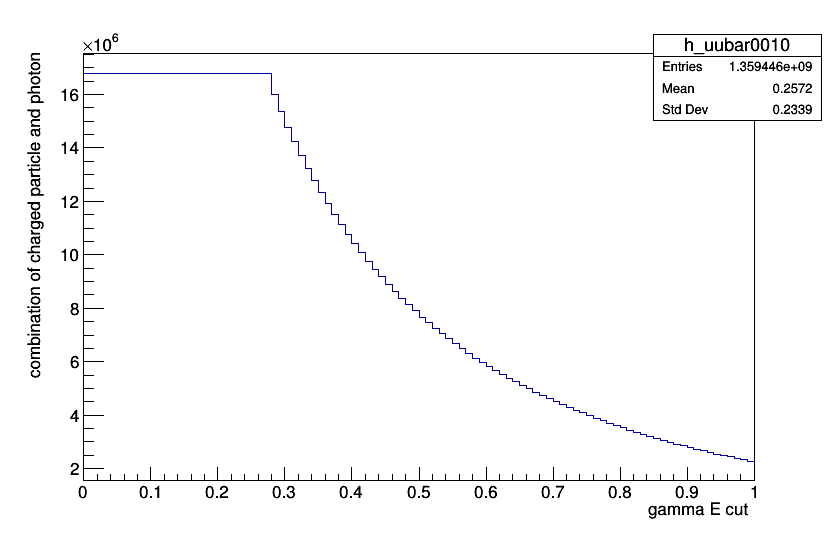 ×10⁶
h_uubar0010
Entries 1.359446e+09
Mean 0.2572
Std Dev 0.2339
combination of charged particle and photon
16
14
12
10
8
6
4
2
0 0.1 0.2 0.3 0.4 0.5 0.6 0.7 0.8 0.9 1
gamma E cut